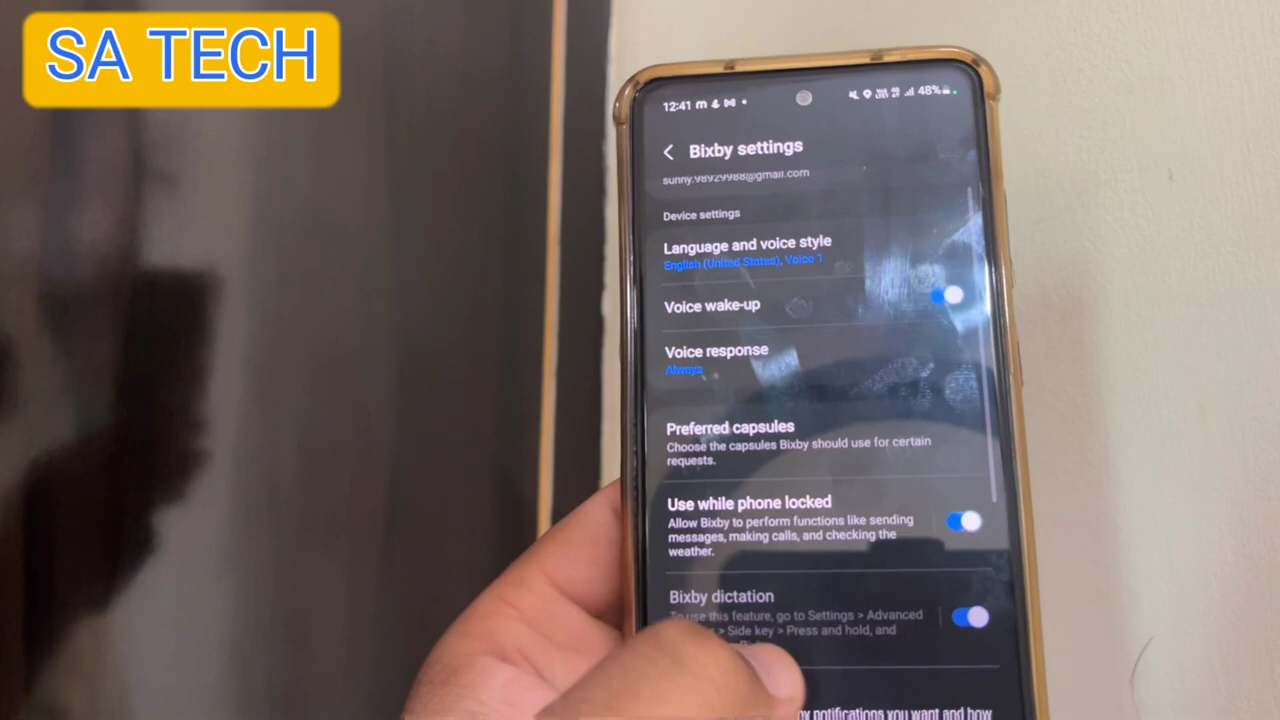 SA TECH
12:41
48%
Bixby settings
sunny.98929988@gmail.com
Device settings
Language and voice style
English (United States), Voice 1
Voice wake-up
Voice response
Always
Preferred capsules
Choose the capsules Bixby should use for certain
requests.
Use while phone locked
Allow Bixby to perform functions like sending
messages, making calls, and checking the
weather.
Bixby dictation
To use this feature, go to Settings > Advanced
> Side key > Press and hold, and
notifications you want and how